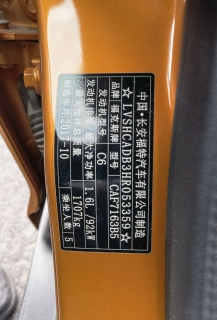 中国·长安福特汽车有限公司制造
☆LVSHCADB3HR053359☆
品牌 福克斯牌 型号 CAF7163B5
发动机型号 C6
发动机排量/最大净功率 1.6L /92kW
最大允许总质量 1707kg
制造年月 2017-10 乘坐人数 5